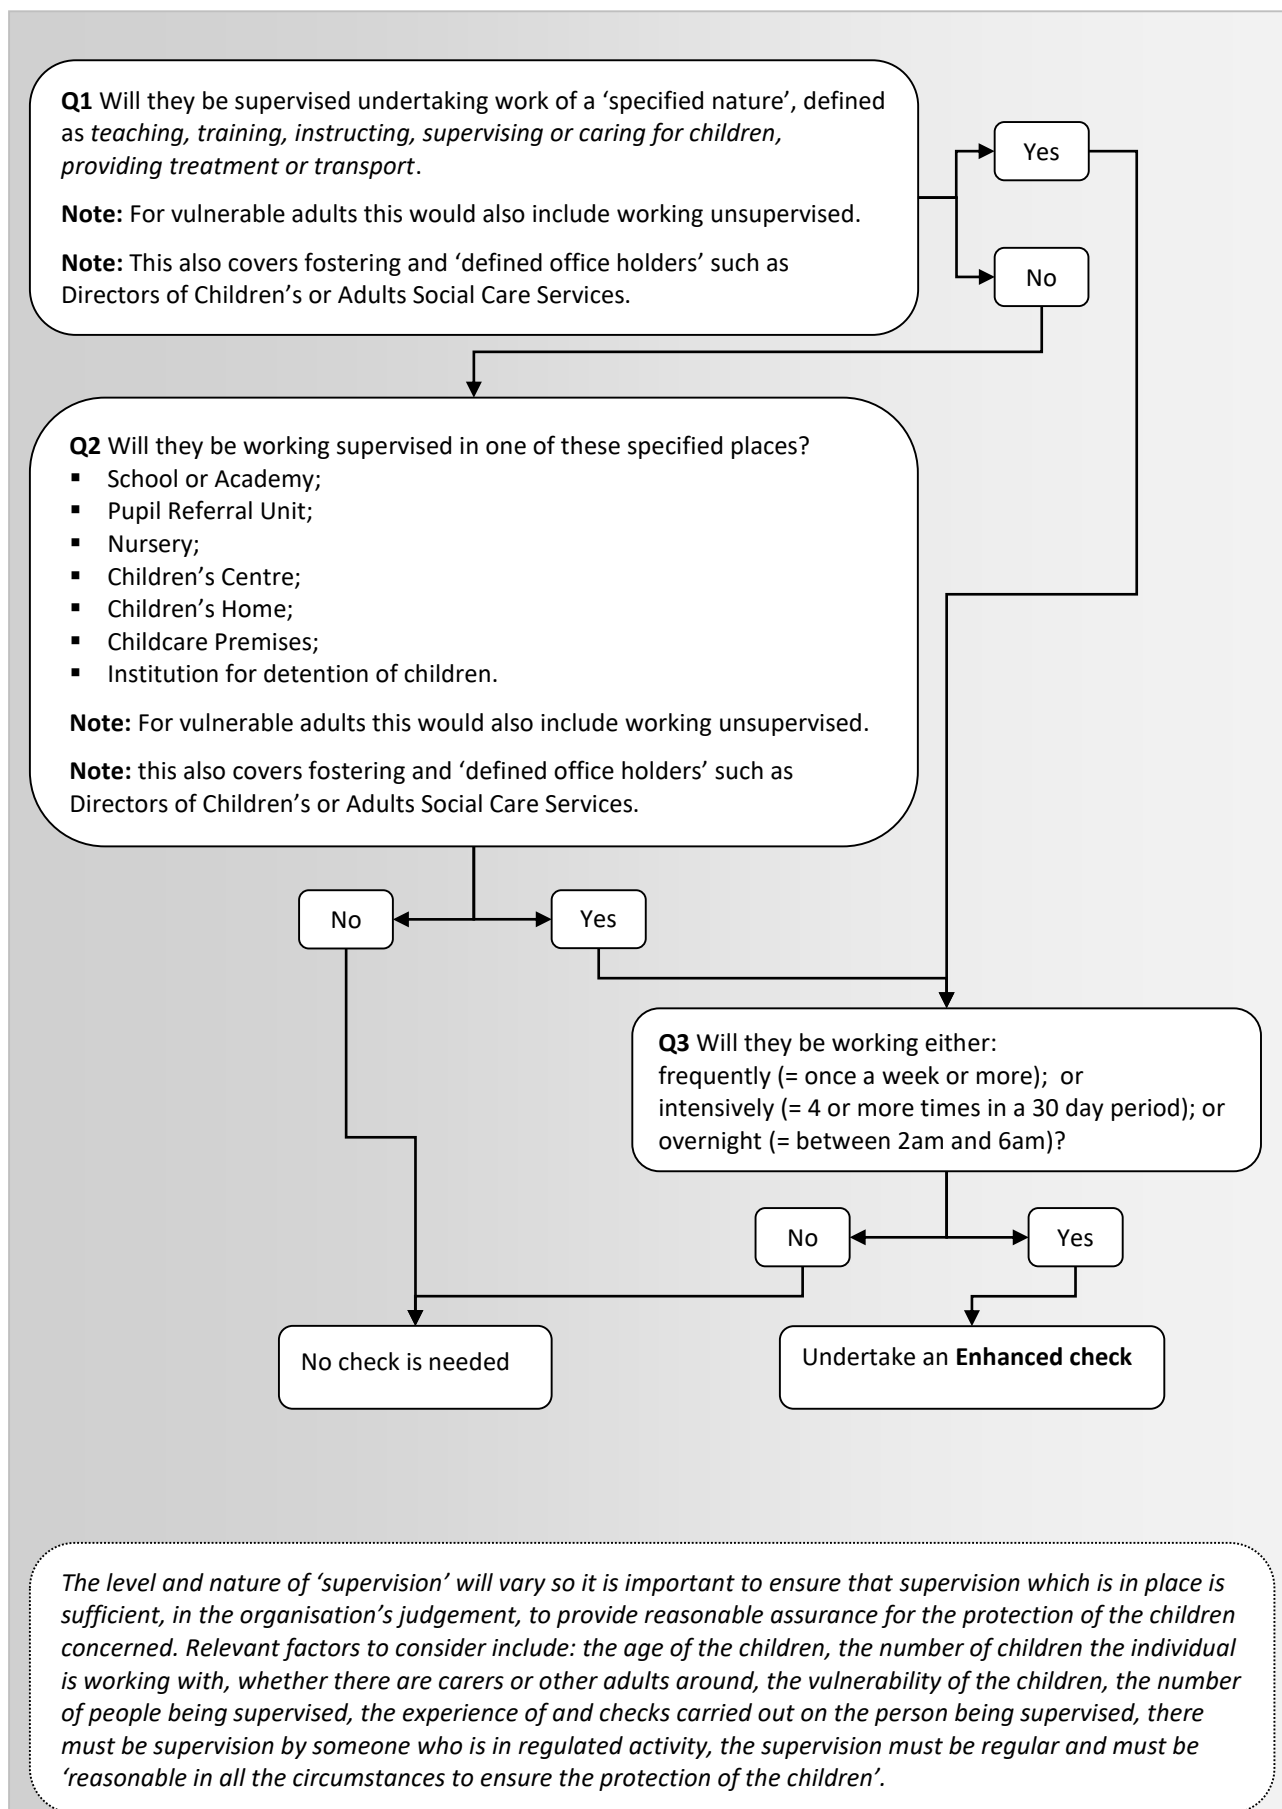 Q1 Will they be supervised undertaking work of a ‘specified nature’, defined
as teaching, training, instructing, supervising or caring for children,
providing treatment or transport.
Note: For vulnerable adults this would also include working unsupervised.
Note: This also covers fostering and ‘defined office holders’ such as
Directors of Children’s or Adults Social Care Services.
Yes
No
Q2 Will they be working supervised in one of these specified places?
▪ School or Academy;
▪ Pupil Referral Unit;
▪ Nursery;
▪ Children’s Centre;
▪ Children’s Home;
▪ Childcare Premises;
▪ Institution for detention of children.
Note: For vulnerable adults this would also include working unsupervised.
Note: this also covers fostering and ‘defined office holders’ such as
Directors of Children’s or Adults Social Care Services.
No
Yes
Q3 Will they be working either:
frequently (= once a week or more); or
intensively (= 4 or more times in a 30 day period); or
overnight (= between 2am and 6am)?
No
Yes
No check is needed
Undertake an Enhanced check
The level and nature of ‘supervision’ will vary so it is important to ensure that supervision which is in place is
sufficient, in the organisation’s judgement, to provide reasonable assurance for the protection of the children
concerned. Relevant factors to consider include: the age of the children, the number of children the individual
is working with, whether there are carers or other adults around, the vulnerability of the children, the number
of people being supervised, the experience of and checks carried out on the person being supervised, there
must be supervision by someone who is in regulated activity, the supervision must be regular and must be
‘reasonable in all the circumstances to ensure the protection of the children’.